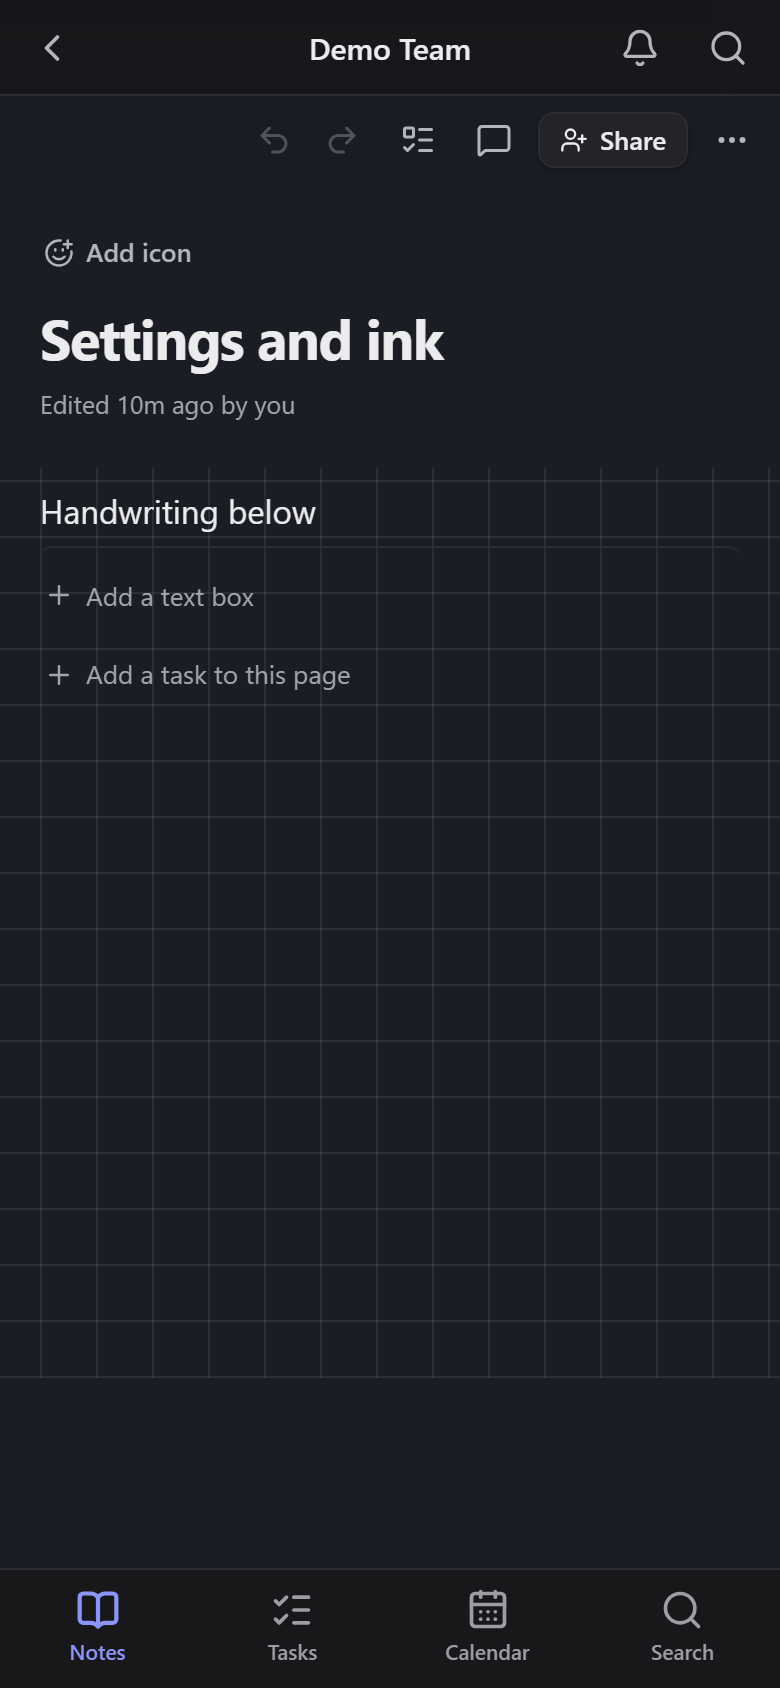 Demo Team
Share
Add icon
Settings and ink
Edited 10m ago by you
Handwriting below
Add a text box
Add a task to this page
Notes
Tasks
Calendar
Search